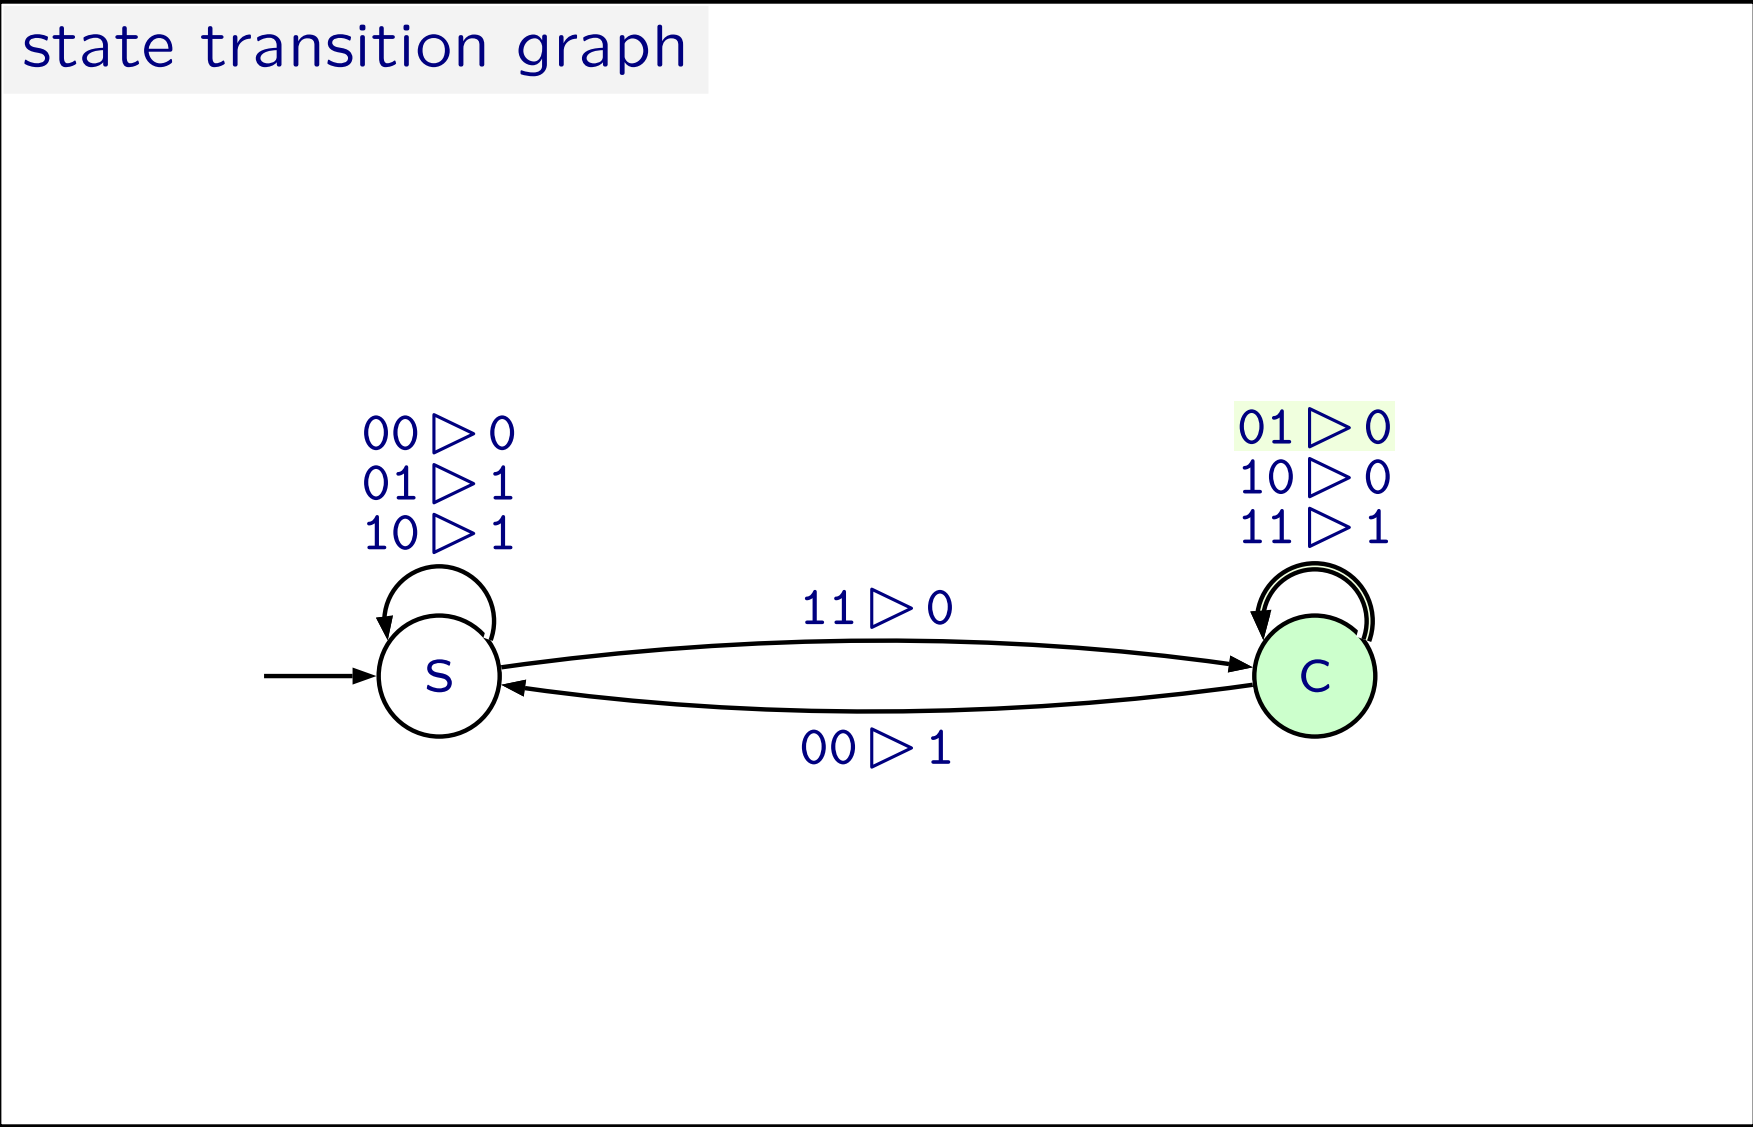 state transition graph
00 ▷ 0
01 ▷ 1
10 ▷ 1
01 ▷ 0
10 ▷ 0
11 ▷ 1
11 ▷ 0
S
C
00 ▷ 1